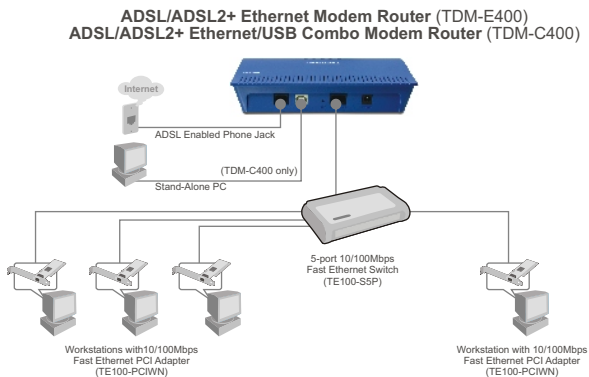 ADSL/ADSL2+ Ethernet Modem Router (TDM-E400)
ADSL/ADSL2+ Ethernet/USB Combo Modem Router (TDM-C400)
Internet
ADSL Enabled Phone Jack
(TDM-C400 only)
Stand-Alone PC
5-port 10/100Mbps
Fast Ethernet Switch
(TE100-S5P)
Workstations with10/100Mbps
Fast Ethernet PCI Adapter
(TE100-PCIWN)
Workstation with 10/100Mbps
Fast Ethernet PCI Adapter
(TE100-PCIWN)